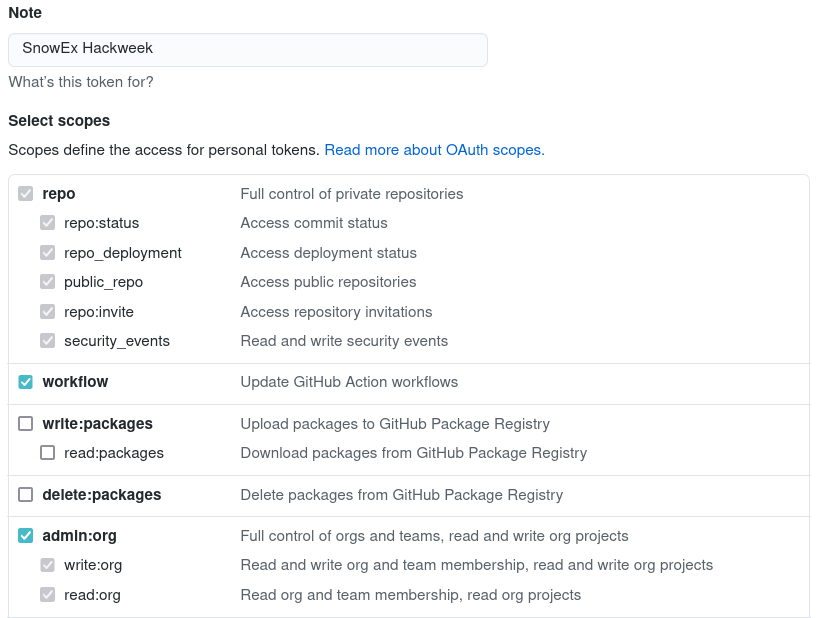 Note
SnowEx Hackweek
What's this token for?
Select scopes
Scopes define the access for personal tokens. Read more about OAuth scopes.
repo Full control of private repositories
repo:status Access commit status
repo_deployment Access deployment status
public_repo Access public repositories
repo:invite Access repository invitations
security_events Read and write security events
workflow Update GitHub Action workflows
write:packages Upload packages to GitHub Package Registry
read:packages Download packages from GitHub Package Registry
delete:packages Delete packages from GitHub Package Registry
admin:org Full control of orgs and teams, read and write org projects
write:org Read and write org and team membership, read and write org projects
read:org Read org and team membership, read org projects